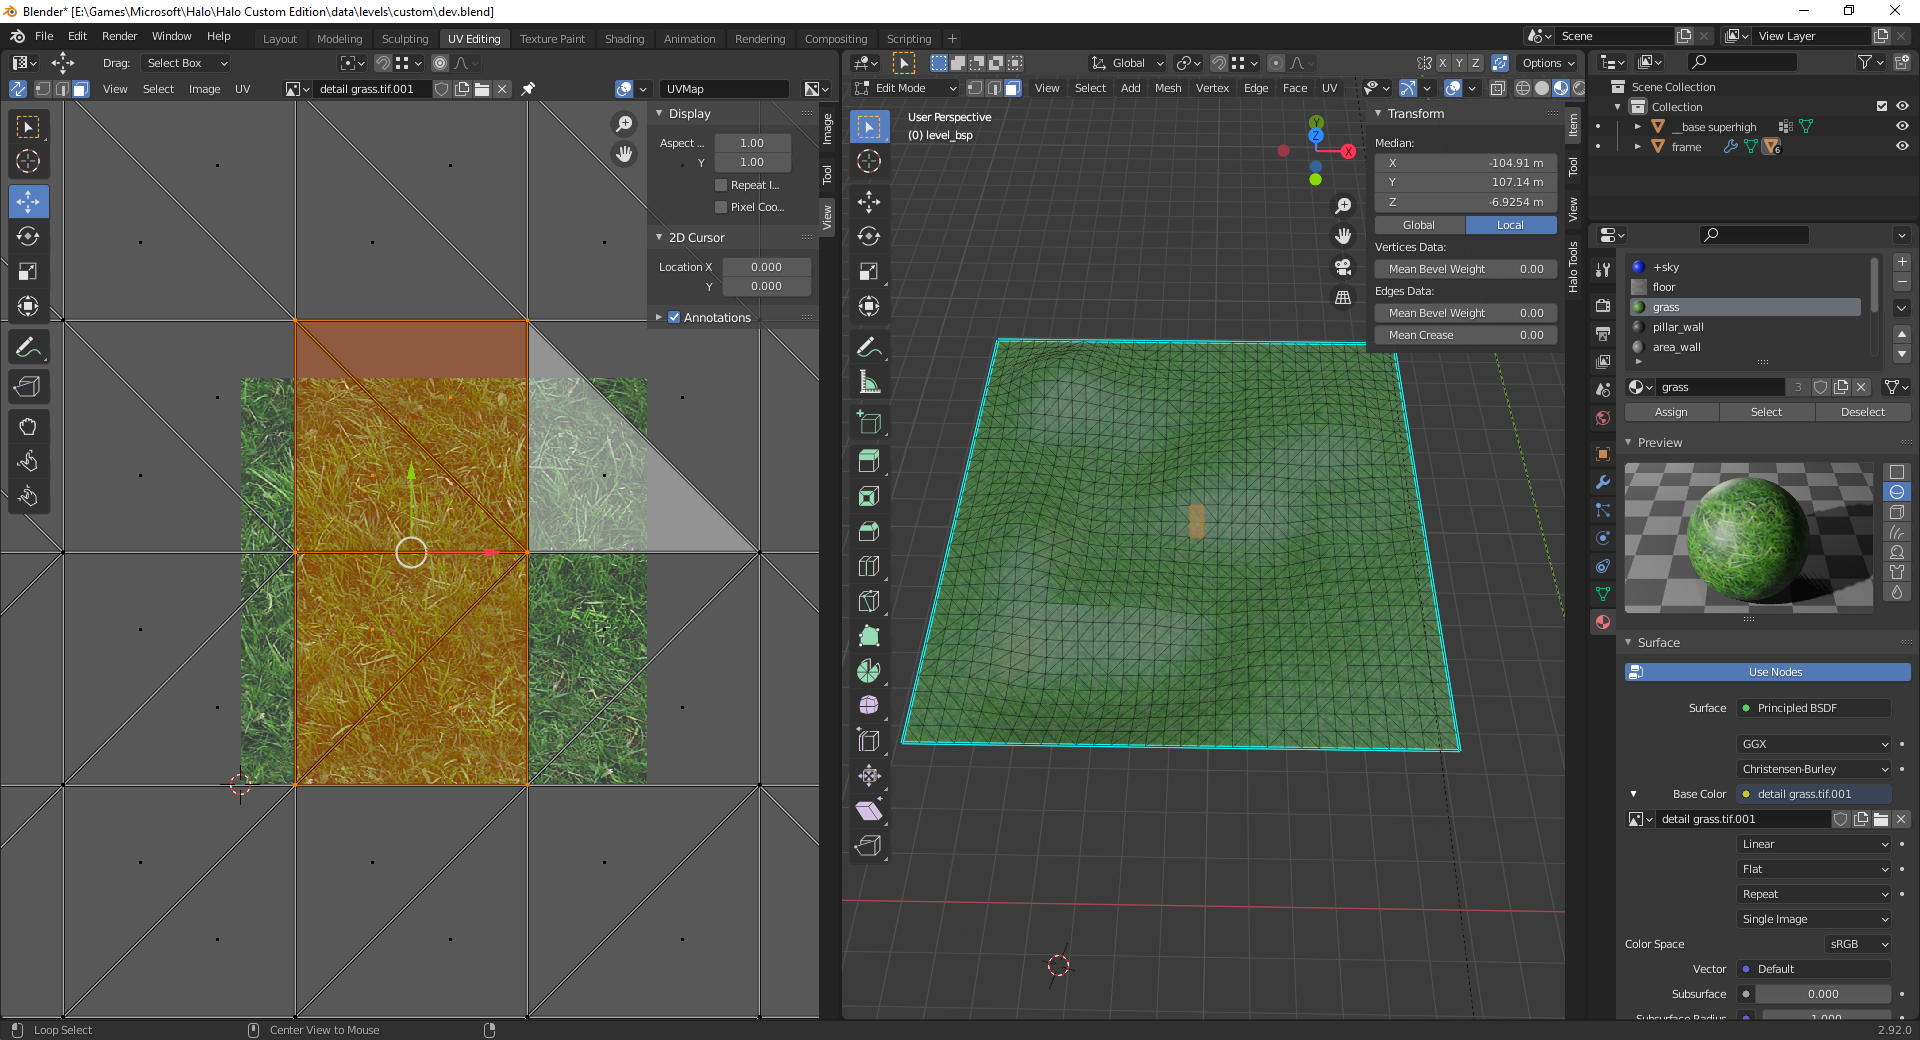 Blender* [E:\Games\Microsoft\Halo\Halo Custom Edition\data\levels\custom\dev.blend]
File Edit Render Window Help
Layout Modeling Sculpting UV Editing Texture Paint Shading Animation Rendering Compositing Scripting +
Scene
View Layer
Drag: Select Box
View Select Image UV
detail grass.tif.001
UVMap
Display
Aspect ... 1.00
Y 1.00
Repeat I...
Pixel Coo...
2D Cursor
Location X 0.000
Y 0.000
Annotations
Image
Tool
View
Global
X Y Z
Options
Edit Mode
View Select Add Mesh Vertex Edge Face UV
User Perspective
(0) level_bsp
Y
Z
X
Transform
Median:
X -104.91 m
Y 107.14 m
Z -6.9254 m
Global Local
Vertices Data:
Mean Bevel Weight 0.00
Edges Data:
Mean Bevel Weight 0.00
Mean Crease 0.00
Item
Tool
View
Halo Tools
Scene Collection
Collection
__base superhigh
frame
6
+sky
floor
grass
pillar_wall
area_wall
grass 3
Assign Select Deselect
Preview
Surface
Use Nodes
Surface Principled BSDF
GGX
Christensen-Burley
Base Color detail grass.tif.001
detail grass.tif.001
Linear
Flat
Repeat
Single Image
Color Space sRGB
Vector Default
Subsurface 0.000
Subsurface Radius 1.000
Loop Select
Center View to Mouse
2.92.0